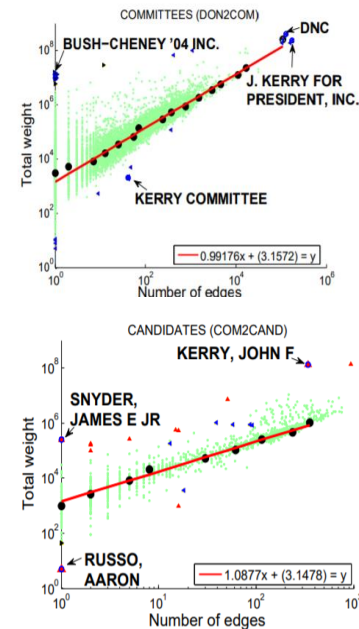 COMMITTEES (DON2COM)
DNC
BUSH−CHENEY '04 INC.
J. KERRY FOR
PRESIDENT, INC.
KERRY COMMITTEE
Total weight
10^8
10^6
10^4
10^2
10^0
0.99176x + (3.1572) = y
10^0
10^2
10^4
10^6
Number of edges
CANDIDATES (COM2CAND)
KERRY, JOHN F
SNYDER,
JAMES E JR
RUSSO,
AARON
Total weight
10^8
10^6
10^4
10^2
10^0
1.0877x + (3.1478) = y
10^0
10^1
10^2
Number of edges